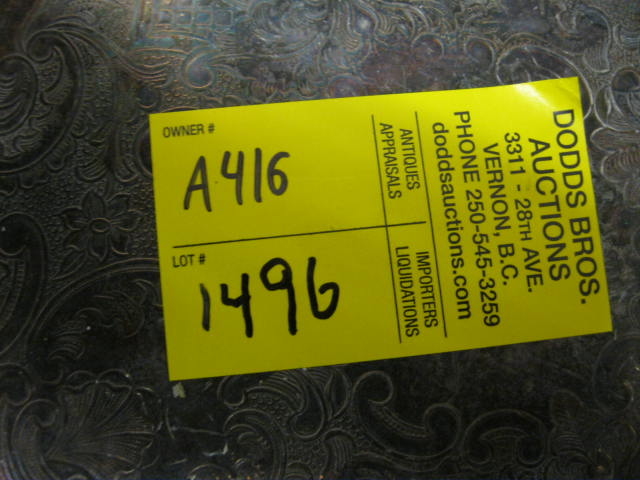 OWNER #
A416
LOT #
1496
ANTIQUES
APPRAISALS
IMPORTERS
LIQUIDATIONS
DODDS BROS.
AUCTIONS
3311 - 28TH AVE.
VERNON, B.C.
PHONE 250-545-3259
doddsauctions.com